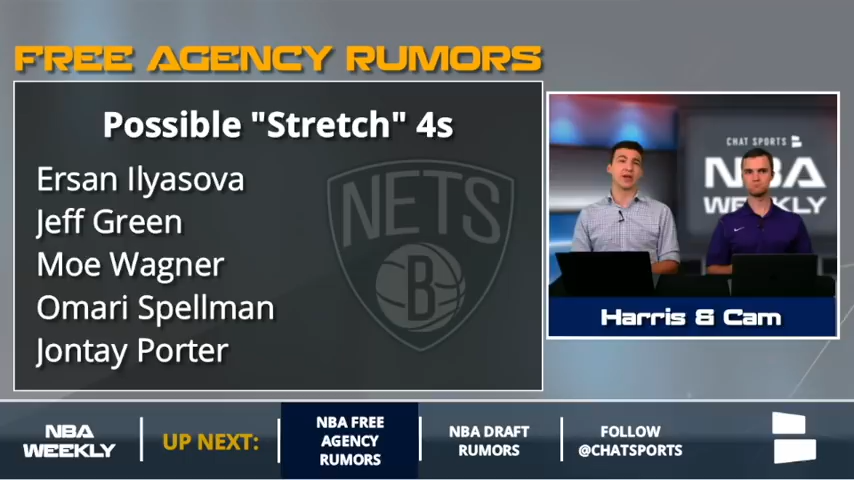 FREE AGENCY RUMORS
Possible "Stretch" 4s
Ersan Ilyasova
Jeff Green
Moe Wagner
Omari Spellman
Jontay Porter
NETS
B
CHAT SPORTS
NBA
WEEKLY
Harris & Cam
NBA
WEEKLY
UP NEXT:
NBA FREE
AGENCY
RUMORS
NBA DRAFT
RUMORS
FOLLOW
@CHATSPORTS